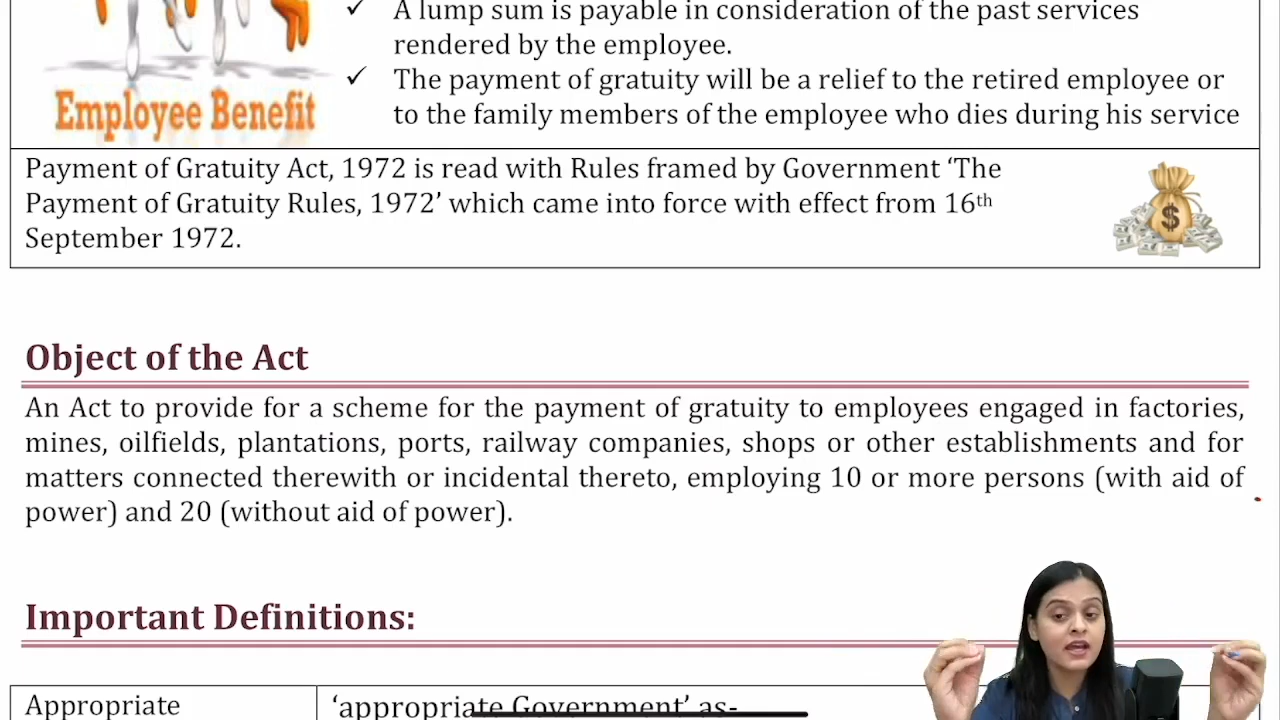 ✓ A lump sum is payable in consideration of the past services
rendered by the employee.
✓ The payment of gratuity will be a relief to the retired employee or
to the family members of the employee who dies during his service
Employee Benefit
Payment of Gratuity Act, 1972 is read with Rules framed by Government ‘The
Payment of Gratuity Rules, 1972’ which came into force with effect from 16th
September 1972.
$
Object of the Act
An Act to provide for a scheme for the payment of gratuity to employees engaged in factories,
mines, oilfields, plantations, ports, railway companies, shops or other establishments and for
matters connected therewith or incidental thereto, employing 10 or more persons (with aid of
power) and 20 (without aid of power).
Important Definitions:
Appropriate
‘appropriate Government’ as-